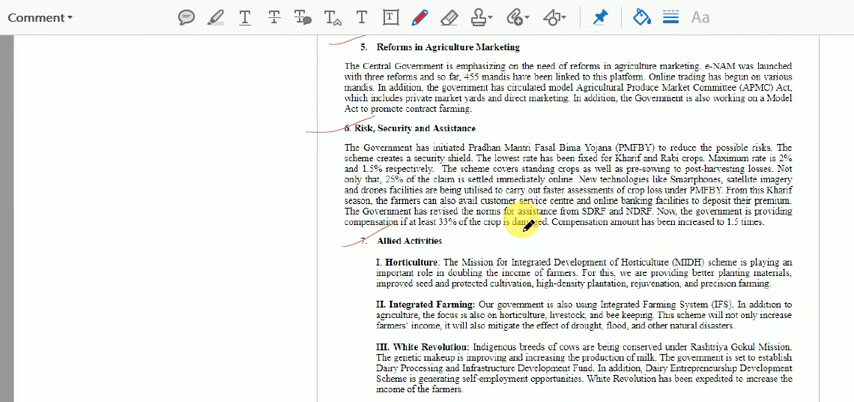 Comment
T T T T T T Aa
5. Reforms in Agriculture Marketing
The Central Government is emphasizing on the need of reforms in agriculture marketing. e-NAM was launched
with three reforms and so far, 455 mandis have been linked to this platform. Online trading has begun on various
mandis. In addition, the government has circulated model Agricultural Produce Market Committee (APMC) Act,
which includes private market yards and direct marketing. In addition, the Government is also working on a Model
Act to promote contract farming.
6. Risk, Security and Assistance
The Government has initiated Pradhan Mantri Fasal Bima Yojana (PMFBY) to reduce the possible risks. The
scheme creates a security shield. The lowest rate has been fixed for Kharif and Rabi crops. Maximum rate is 2%
and 1.5% respectively. The scheme covers standing crops as well as pre-sowing to post-harvesting losses. Not
only that, 25% of the claim is settled immediately online. New technologies like Smartphones, satellite imagery
and drones facilities are being utilised to carry out faster assessments of crop loss under PMFBY. From this Kharif
season, the farmers can also avail customer service centre and online banking facilities to deposit their premium.
The Government has revised the norms for assistance from SDRF and NDRF. Now, the government is providing
compensation if at least 33% of the crop is damaged. Compensation amount has been increased to 1.5 times.
7. Allied Activities
I. Horticulture: The Mission for Integrated Development of Horticulture (MIDH) scheme is playing an
important role in doubling the income of farmers. For this, we are providing better planting materials,
improved seed and protected cultivation, high-density plantation, rejuvenation, and precision farming.
II. Integrated Farming: Our government is also using Integrated Farming System (IFS). In addition to
agriculture, the focus is also on horticulture, livestock, and bee keeping. This scheme will not only increase
farmers' income, it will also mitigate the effect of drought, flood, and other natural disasters.
III. White Revolution: Indigenous breeds of cows are being conserved under Rashtriya Gokul Mission.
The genetic makeup is improving and increasing the production of milk. The government is set to establish
Dairy Processing and Infrastructure Development Fund. In addition, Dairy Entrepreneurship Development
Scheme is generating self-employment opportunities. White Revolution has been expedited to increase the
income of the farmers.